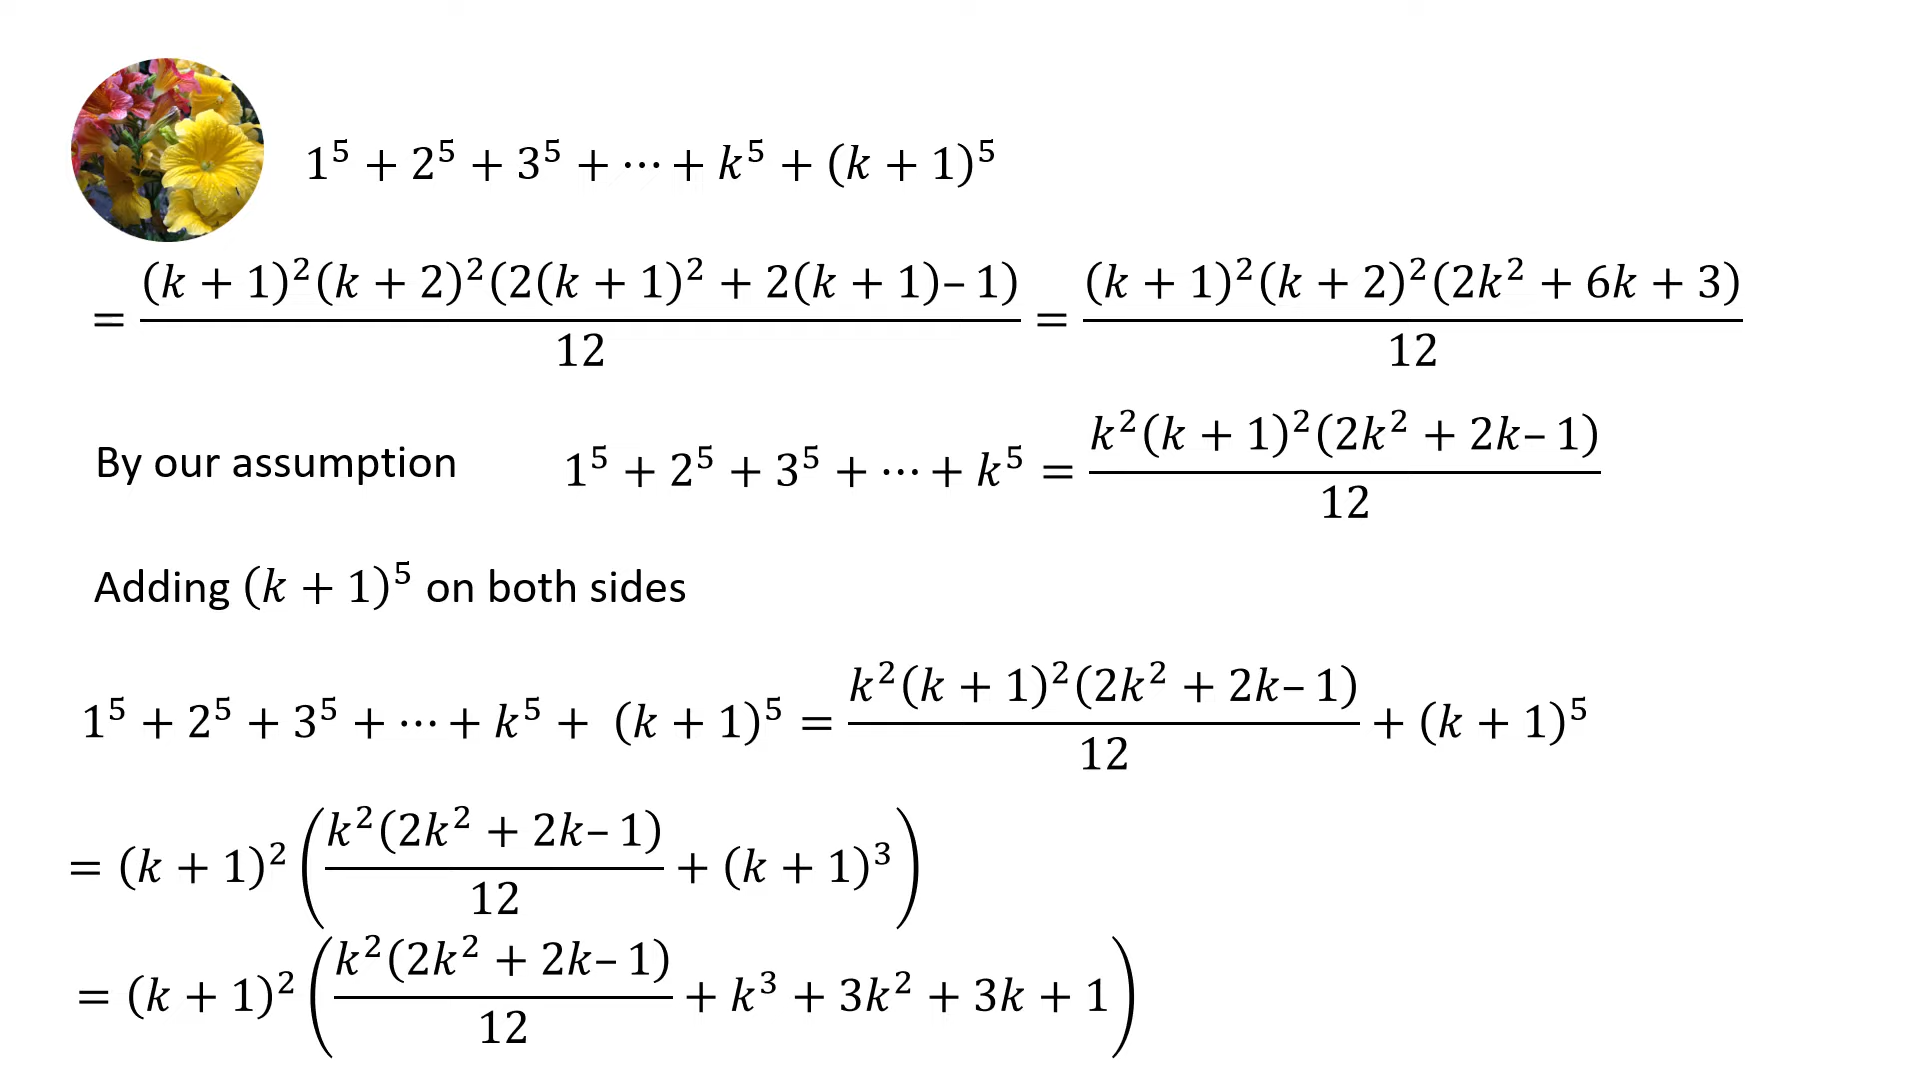 1⁵ + 2⁵ + 3⁵ + ⋯ + k⁵ + (k + 1)⁵
= (k + 1)²(k + 2)²(2(k + 1)² + 2(k + 1)– 1) / 12 = (k + 1)²(k + 2)²(2k² + 6k + 3) / 12
By our assumption 1⁵ + 2⁵ + 3⁵ + ⋯ + k⁵ = k²(k + 1)²(2k² + 2k– 1) / 12
Adding (k + 1)⁵ on both sides
1⁵ + 2⁵ + 3⁵ + ⋯ + k⁵ + (k + 1)⁵ = k²(k + 1)²(2k² + 2k– 1) / 12 + (k + 1)⁵
= (k + 1)² (k²(2k² + 2k– 1) / 12 + (k + 1)³)
= (k + 1)² (k²(2k² + 2k– 1) / 12 + k³ + 3k² + 3k + 1)